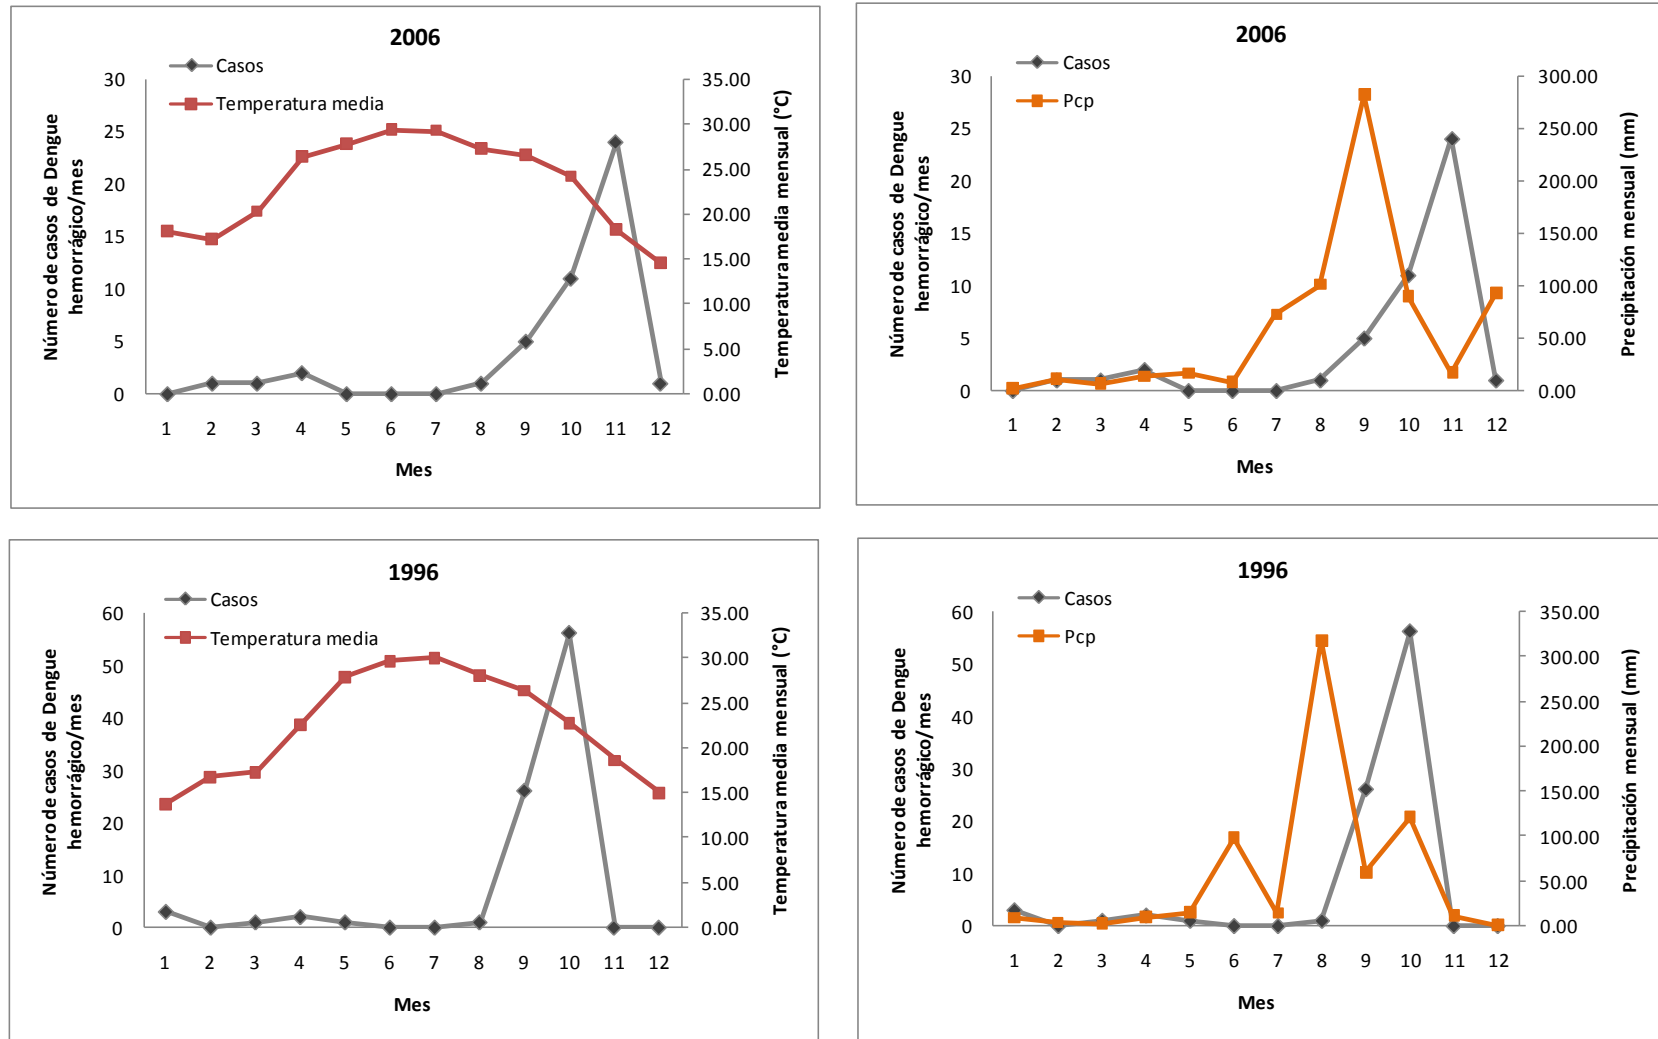 2006
Casos
Temperatura media
30
25
20
15
10
5
0
35.00
30.00
25.00
20.00
15.00
10.00
5.00
0.00
Número de casos de Dengue
hemorrágico/mes
Temperatura media mensual (°C)
1 2 3 4 5 6 7 8 9 10 11 12
Mes
2006
Casos
Pcp
30
25
20
15
10
5
0
300.00
250.00
200.00
150.00
100.00
50.00
0.00
Número de casos de Dengue
hemorrágico/mes
Precipitación mensual (mm)
1 2 3 4 5 6 7 8 9 10 11 12
Mes
1996
Casos
Temperatura media
60
50
40
30
20
10
0
35.00
30.00
25.00
20.00
15.00
10.00
5.00
0.00
Número de casos de Dengue
hemorrágico/mes
Temperatura media mensual (°C)
1 2 3 4 5 6 7 8 9 10 11 12
Mes
1996
Casos
Pcp
60
50
40
30
20
10
0
350.00
300.00
250.00
200.00
150.00
100.00
50.00
0.00
Número de casos de Dengue
hemorrágico/mes
Precipitación mensual (mm)
1 2 3 4 5 6 7 8 9 10 11 12
Mes